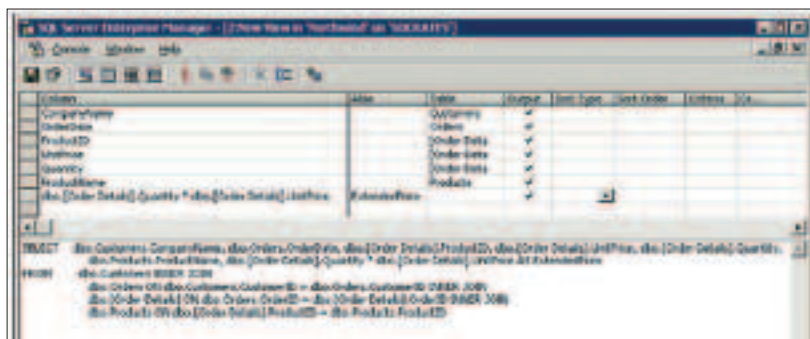 SQL Server Enterprise Manager - [2:New View in 'Northwind' on
Console Window Help
Column Alias Table Output Sort Type Sort Order Criteria Or...
CompanyName Customers
OrderDate Orders
ProductID [Order Deta
UnitPrice [Order Deta
Quantity [Order Deta
ProductName Products
dbo.[Order Details].Quantity * dbo.[Order Details].UnitPrice ExtendedPrice
SELECT dbo.Customers.CompanyName, dbo.Orders.OrderDate, dbo.[Order Details].ProductID, dbo.[Order Details].UnitPrice, dbo.[Order Details].Quantity,
dbo.Products.ProductName, dbo.[Order Details].Quantity * dbo.[Order Details].UnitPrice AS ExtendedPrice
FROM dbo.Customers INNER JOIN
dbo.Orders ON dbo.Customers.CustomerID = dbo.Orders.CustomerID INNER JOIN
dbo.[Order Details] ON dbo.Orders.OrderID = dbo.[Order Details].OrderID INNER JOIN
dbo.Products ON dbo.[Order Details].ProductID = dbo.Products.ProductID